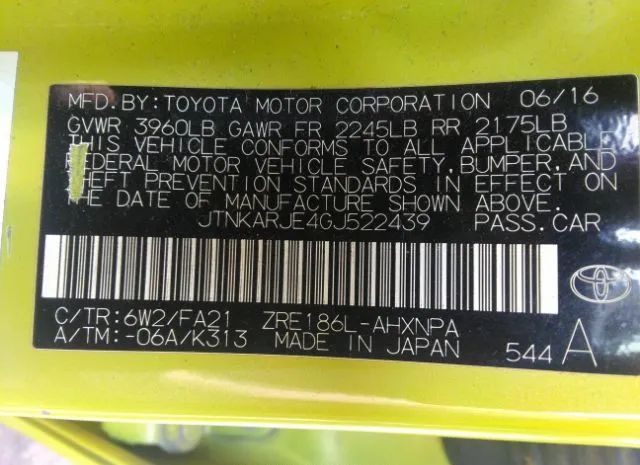 MFD.BY:TOYOTA MOTOR CORPORATION 06/16
GVWR 3960LB GAWR FR 2245LB RR 2175LB
THIS VEHICLE CONFORMS TO ALL APPLICABLE
FEDERAL MOTOR VEHICLE SAFETY,BUMPER,AND
THEFT PREVENTION STANDARDS IN EFFECT ON
THE DATE OF MANUFACTURE SHOWN ABOVE.
JTNKARJE4GJ522439 PASS.CAR
C/TR:6W2/FA21 ZRE186L-AHXNPA
A/TM:-06A/K313 MADE IN JAPAN 544 A